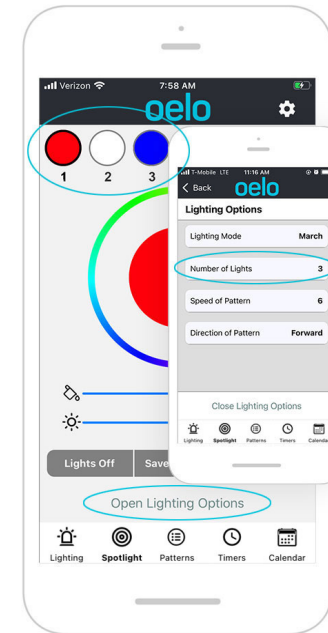 Verizon 7:58 AM
oelo
1 2 3
Lights Off Save
Open Lighting Options
Lighting Spotlight Patterns Timers Calendar
T-Mobile LTE 11:16 AM
Back oelo
Lighting Options
Lighting Mode March
Number of Lights 3
Speed of Pattern 6
Direction of Pattern Forward
Close Lighting Options
Lighting Spotlight Patterns Timers Calendar